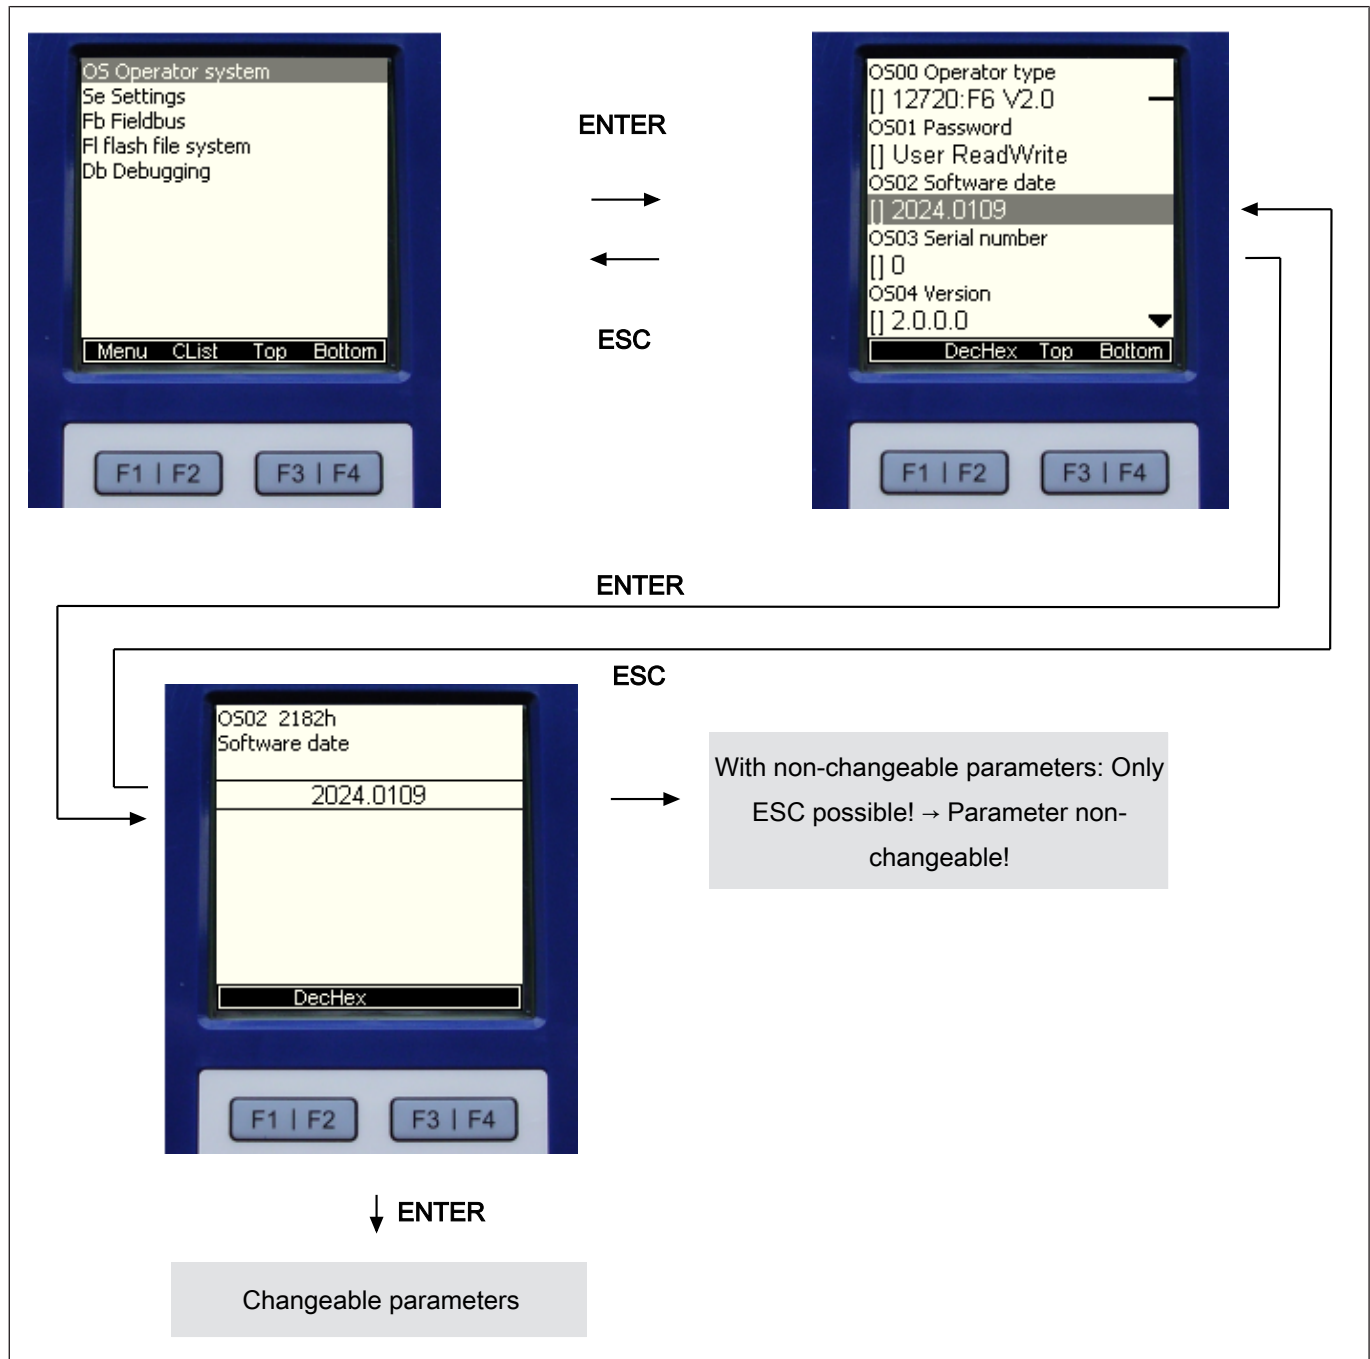 OS Operator system
Se Settings
Fb Fieldbus
Fl flash file system
Db Debugging
Menu CList Top Bottom
F1 | F2 F3 | F4
ENTER
ESC
OS00 Operator type
[] 12720:F6 V2.0
OS01 Password
[] User ReadWrite
OS02 Software date
[] 2024.0109
OS03 Serial number
[] 0
OS04 Version
[] 2.0.0.0
DecHex Top Bottom
F1 | F2 F3 | F4
ENTER
ESC
OS02 2182h
Software date
2024.0109
DecHex
F1 | F2 F3 | F4
With non-changeable parameters: Only
ESC possible! → Parameter non-
changeable!
ENTER
Changeable parameters